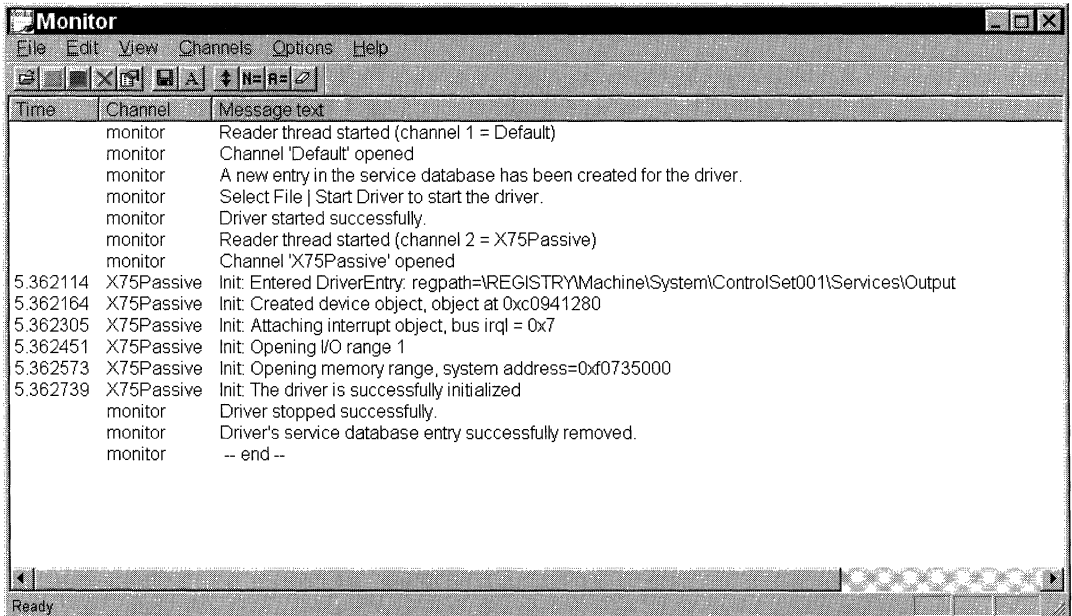 Monitor
File Edit View Channels Options Help
A N= A=
Time Channel Message text
monitor Reader thread started (channel 1 = Default)
monitor Channel 'Default' opened
monitor A new entry in the service database has been created for the driver.
monitor Select File | Start Driver to start the driver.
monitor Driver started successfully.
monitor Reader thread started (channel 2 = X75Passive)
monitor Channel 'X75Passive' opened
5.362114 X75Passive Init: Entered DriverEntry: regpath=\REGISTRY\Machine\System\ControlSet001\Services\Output
5.362164 X75Passive Init: Created device object, object at 0xc0941280
5.362305 X75Passive Init: Attaching interrupt object, bus irql = 0x7
5.362451 X75Passive Init: Opening I/O range 1
5.362573 X75Passive Init: Opening memory range, system address=0xf0735000
5.362739 X75Passive Init: The driver is successfully initialized
monitor Driver stopped successfully.
monitor Driver's service database entry successfully removed.
monitor -- end --
Ready